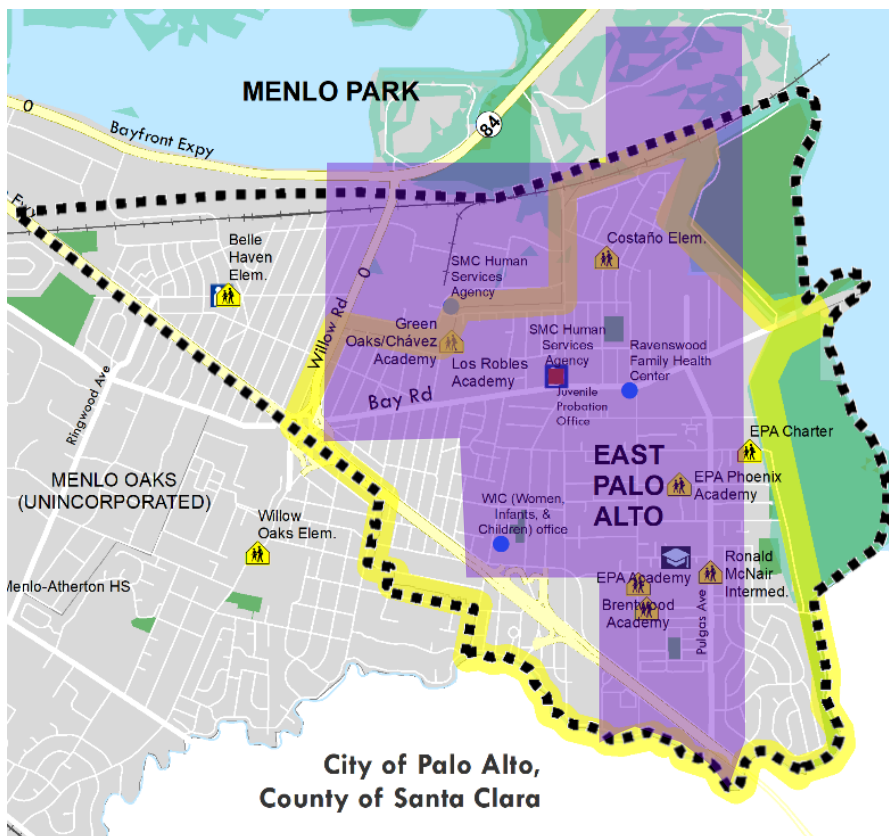 MENLO PARK
84
0
Bayfront Expy
Belle
Haven
Elem.
SMC Human
Services
Agency
Costaño Elem.
Willow Rd
0
Green
Oaks/Chávez
Academy
Los Robles
Academy
SMC Human
Services
Agency
Juvenile
Probation
Office
Ravenswood
Family Health
Center
Ringwood Ave
Bay Rd
EPA Charter
EAST
PALO
ALTO
EPA Phoenix
Academy
MENLO OAKS
(UNINCORPORATED)
WIC (Women,
Infants, &
Children) office
Willow
Oaks Elem.
Menlo-Atherton HS
EPA Academy
Brentwood
Academy
Ronald
McNair
Intermed.
Pulgas Ave
City of Palo Alto,
County of Santa Clara